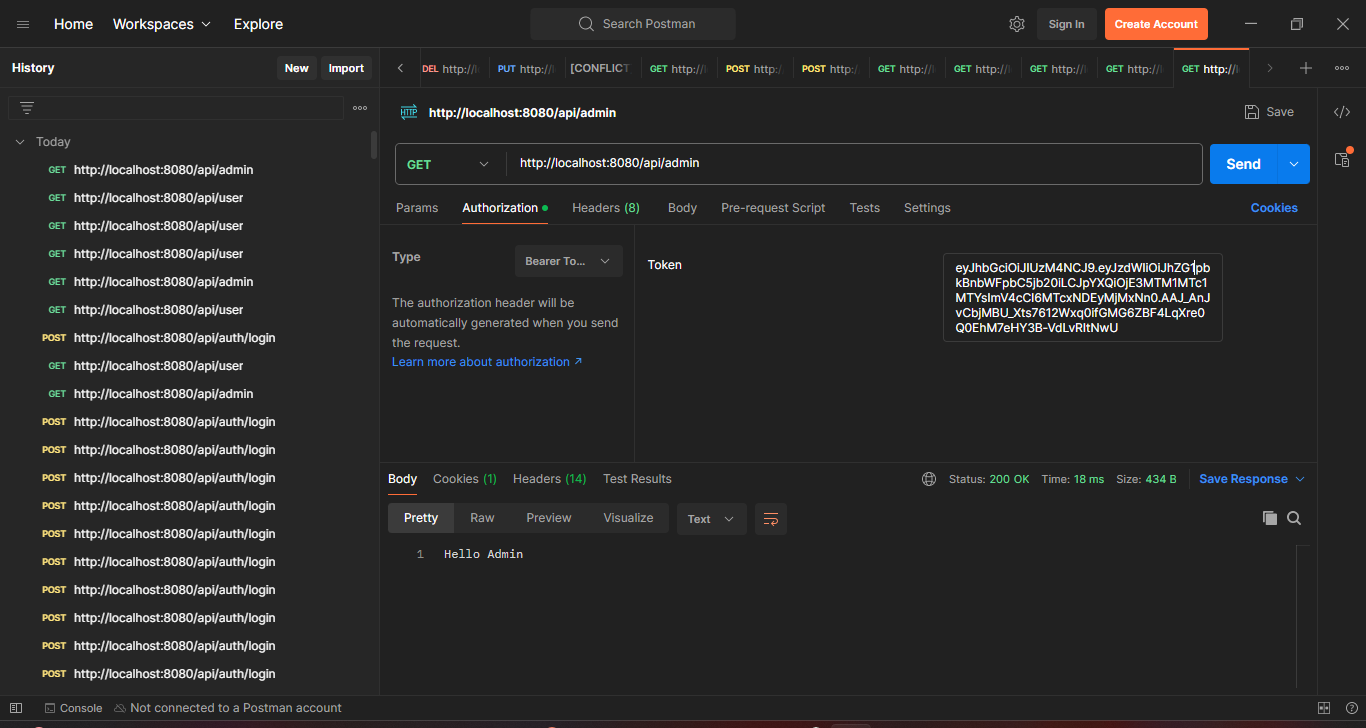 Home
Workspaces
Explore
Search Postman
Sign In
Create Account
History
New
Import
DEL http://
PUT http://
[CONFLICT
GET http://
POST http:/
POST http:/
GET http://
GET http://
GET http://
GET http://
GET http://
HTTP
http://localhost:8080/api/admin
Save
Today
GET http://localhost:8080/api/admin
GET http://localhost:8080/api/user
GET http://localhost:8080/api/user
GET http://localhost:8080/api/user
GET http://localhost:8080/api/admin
GET http://localhost:8080/api/user
POST http://localhost:8080/api/auth/login
GET http://localhost:8080/api/user
GET http://localhost:8080/api/admin
POST http://localhost:8080/api/auth/login
POST http://localhost:8080/api/auth/login
POST http://localhost:8080/api/auth/login
POST http://localhost:8080/api/auth/login
POST http://localhost:8080/api/auth/login
POST http://localhost:8080/api/auth/login
POST http://localhost:8080/api/auth/login
POST http://localhost:8080/api/auth/login
POST http://localhost:8080/api/auth/login
POST http://localhost:8080/api/auth/login
GET
http://localhost:8080/api/admin
Send
Params
Authorization
Headers (8)
Body
Pre-request Script
Tests
Settings
Cookies
Type
Bearer To...
The authorization header will be
automatically generated when you send
the request.
Learn more about authorization ↗
Token
eyJhbGciOiJIUzM4NCJ9.eyJzdWIiOiJhZG1pb
kBnbWFpbC5jb20iLCJpYXQiOjE3MTM1MTc1
MTYsImV4cCI6MTcxNDEyMjMxNn0.AAJ_AnJ
vCbjMBU_Xts7612Wxq0ifGMG6ZBF4LqXre0
Q0EhM7eHY3B-VdLvRltNwU
Body
Cookies (1)
Headers (14)
Test Results
Status: 200 OK
Time: 18 ms
Size: 434 B
Save Response
Pretty
Raw
Preview
Visualize
Text
1 Hello Admin
Console
Not connected to a Postman account